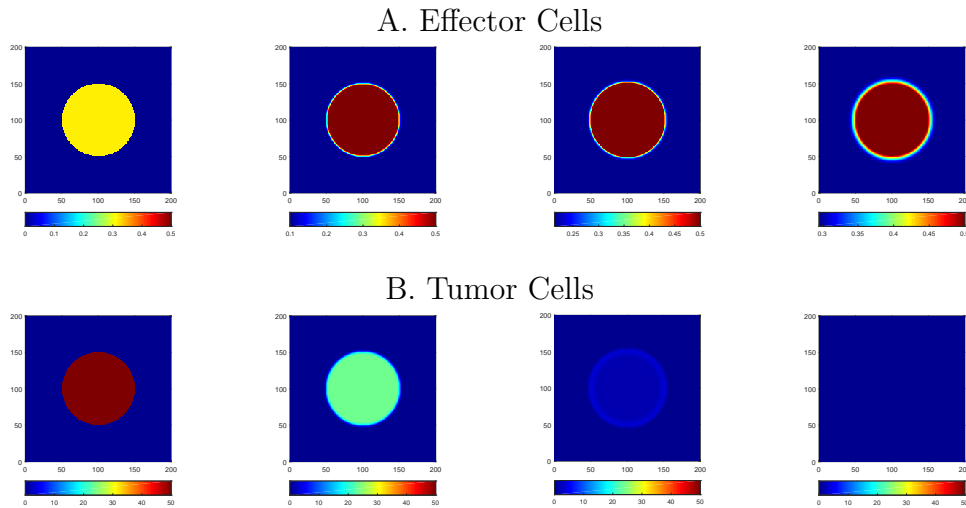 A. Effector Cells
200 200 200 200
150 150 150 150
100 100 100 100
50 50 50 50
0 0 0 0
0 50 100 150 200 0 50 100 150 200 0 50 100 150 200 0 50 100 150 200
0 0.1 0.2 0.3 0.4 0.5 0.1 0.2 0.3 0.4 0.5 0.25 0.3 0.35 0.4 0.45 0.5 0.3 0.35 0.4 0.45 0.5
B. Tumor Cells
200 200 200 200
150 150 150 150
100 100 100 100
50 50 50 50
0 0 0 0
0 50 100 150 200 0 50 100 150 200 0 50 100 150 200 0 50 100 150 200
0 10 20 30 40 50 0 10 20 30 40 50 0 10 20 30 40 50 0 10 20 30 40 50